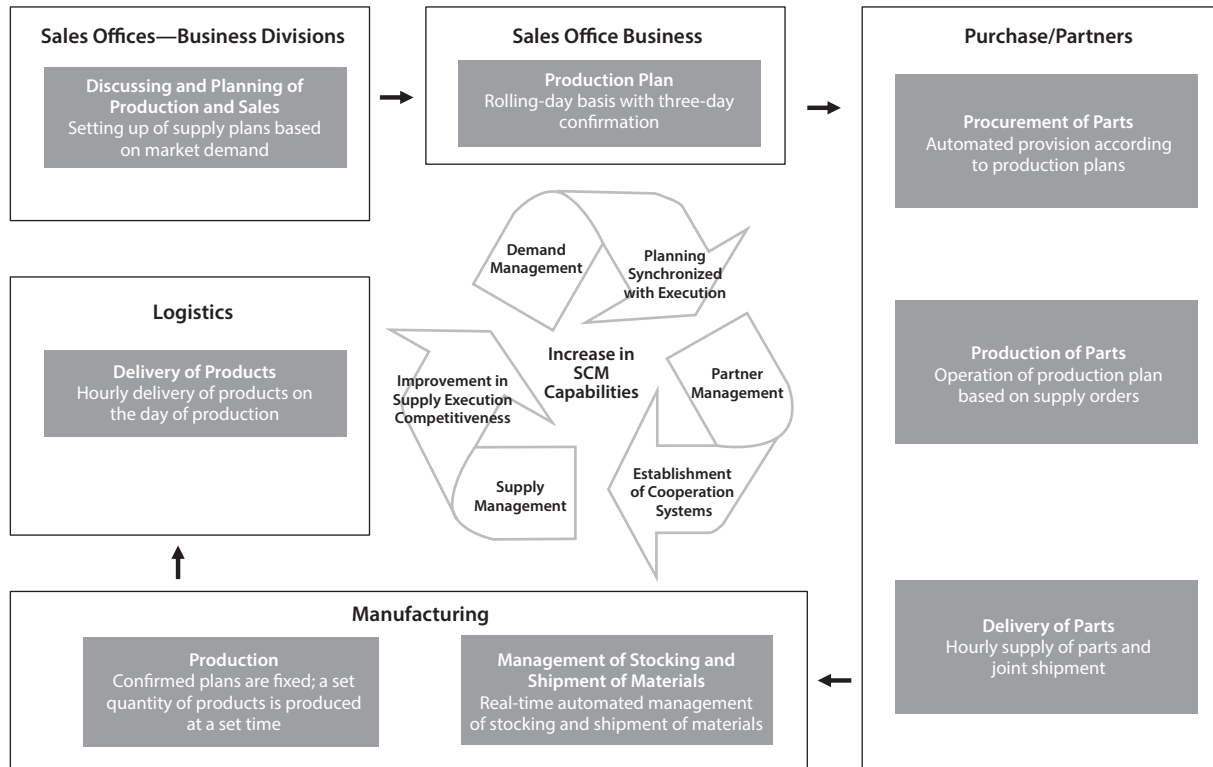 Sales Offices—Business Divisions
Discussing and Planning of
Production and Sales
Setting up of supply plans based
on market demand
Sales Office Business
Production Plan
Rolling-day basis with three-day
confirmation
Purchase/Partners
Procurement of Parts
Automated provision according
to production plans
Production of Parts
Operation of production plan
based on supply orders
Delivery of Parts
Hourly supply of parts and
joint shipment
Demand
Management
Planning
Synchronized
with Execution
Increase in
SCM
Capabilities
Partner
Management
Establishment
of Cooperation
Systems
Supply
Management
Improvement in
Supply Execution
Competitiveness
Logistics
Delivery of Products
Hourly delivery of products on
the day of production
Manufacturing
Production
Confirmed plans are fixed; a set
quantity of products is produced
at a set time
Management of Stocking and
Shipment of Materials
Real-time automated management
of stocking and shipment of materials